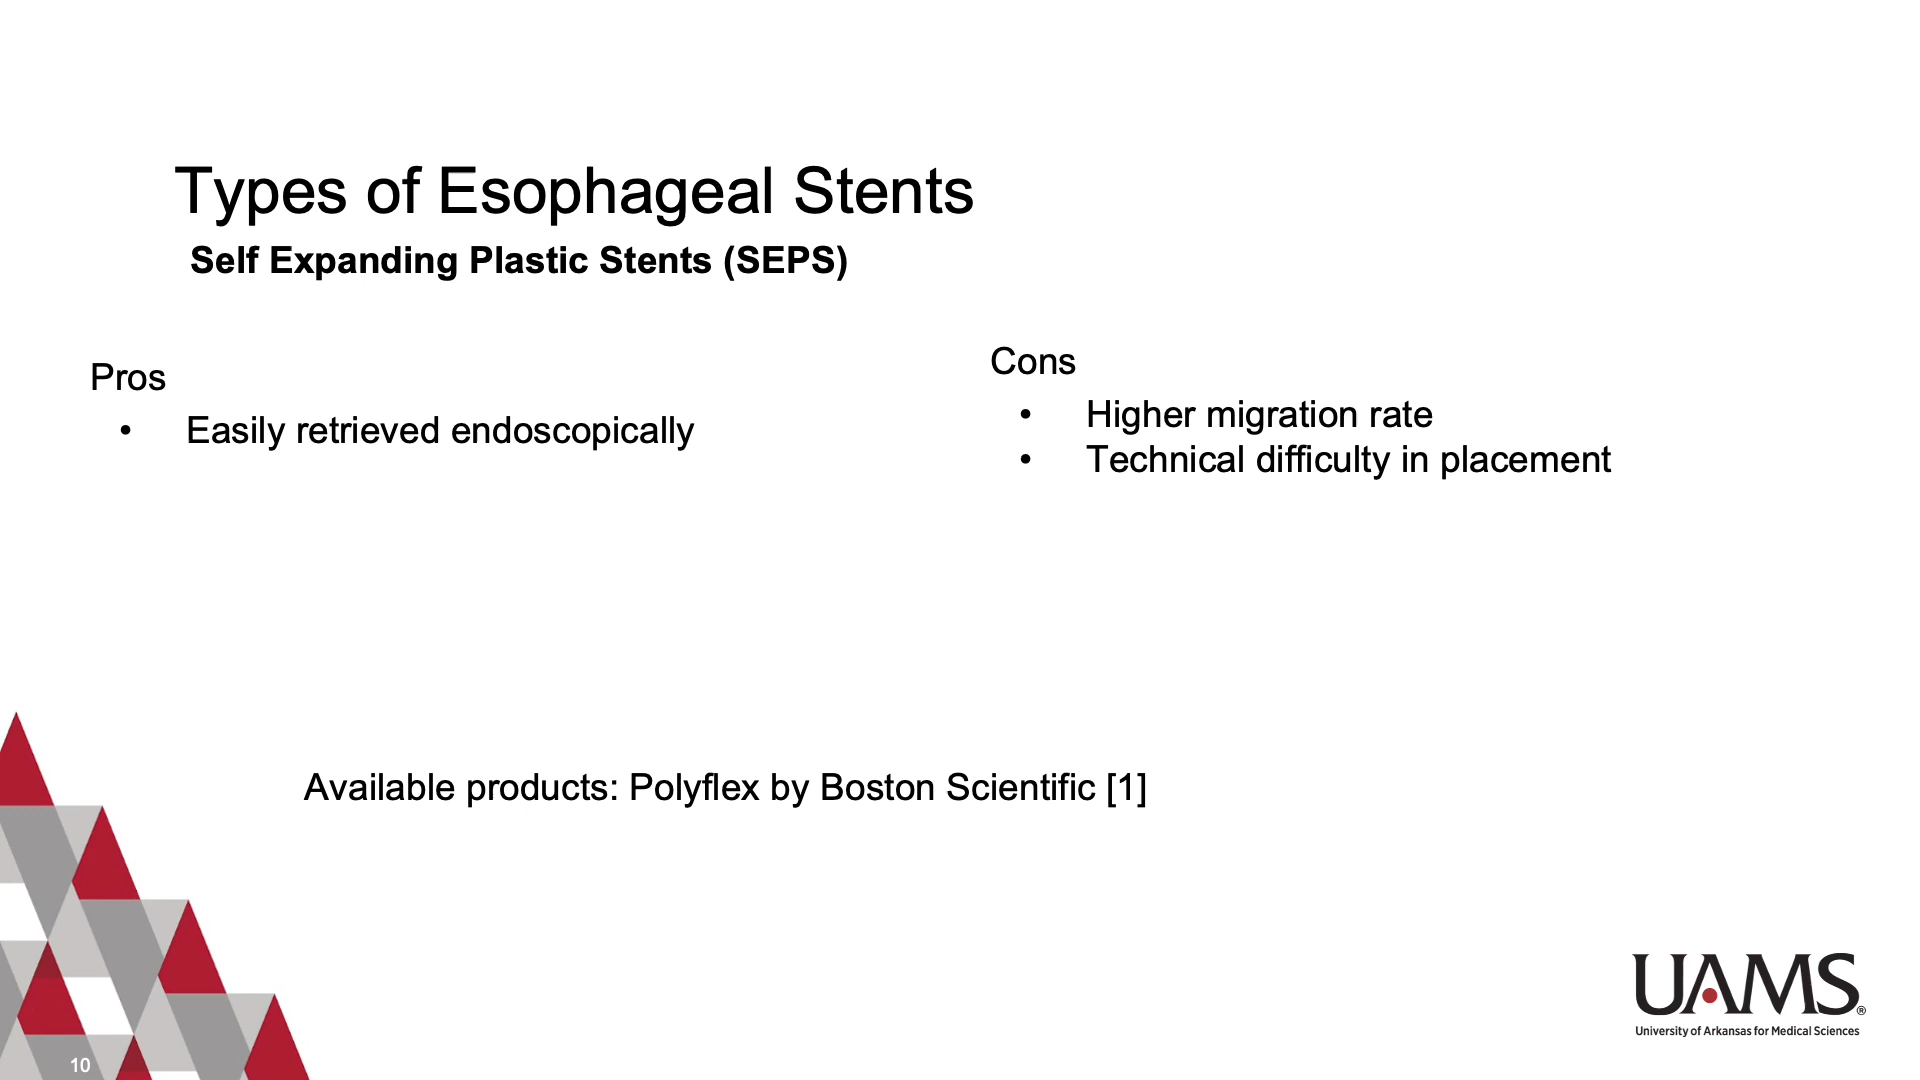 Types of Esophageal Stents
Self Expanding Plastic Stents (SEPS)
Pros
• Easily retrieved endoscopically
Cons
• Higher migration rate
• Technical difficulty in placement
Available products: Polyflex by Boston Scientific [1]
UAMS®
University of Arkansas for Medical Sciences
10